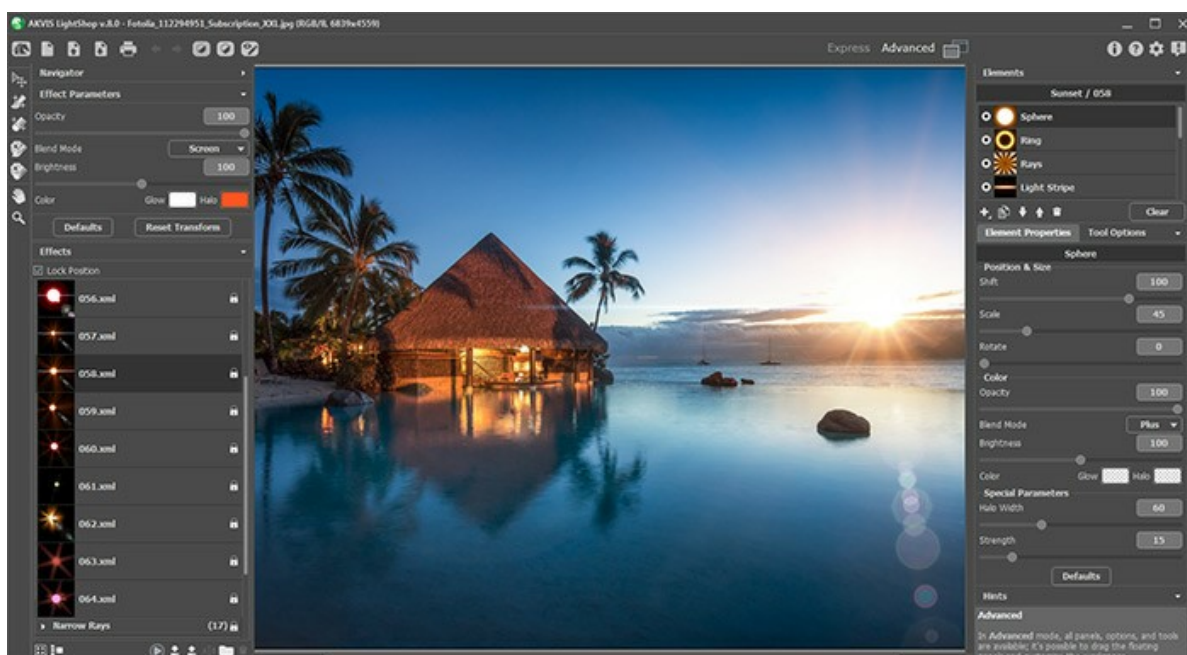 AKVIS LightShop v.8.0 - Fotolia_112294951_Subscription_XXL.jpg (RGB/8, 6839x4559)
Express Advanced
Navigator
Effect Parameters
Opacity 100
Blend Mode Screen
Brightness 100
Color Glow Halo
Defaults Reset Transform
Effects
Lock Position
056.xml
057.xml
058.xml
059.xml
060.xml
061.xml
062.xml
063.xml
064.xml
Narrow Rays (17)
Elements
Sunset / 058
Sphere
Ring
Rays
Light Stripe
Clear
Element Properties Tool Options
Sphere
Position & Size
Shift 100
Scale 45
Rotate 0
Color
Opacity 100
Blend Mode Plus
Brightness 100
Color Glow Halo
Special Parameters
Halo Width 60
Strength 15
Defaults
Hints
Advanced
In Advanced mode, all panels, options, and tools
are available; it's possible to drag the floating